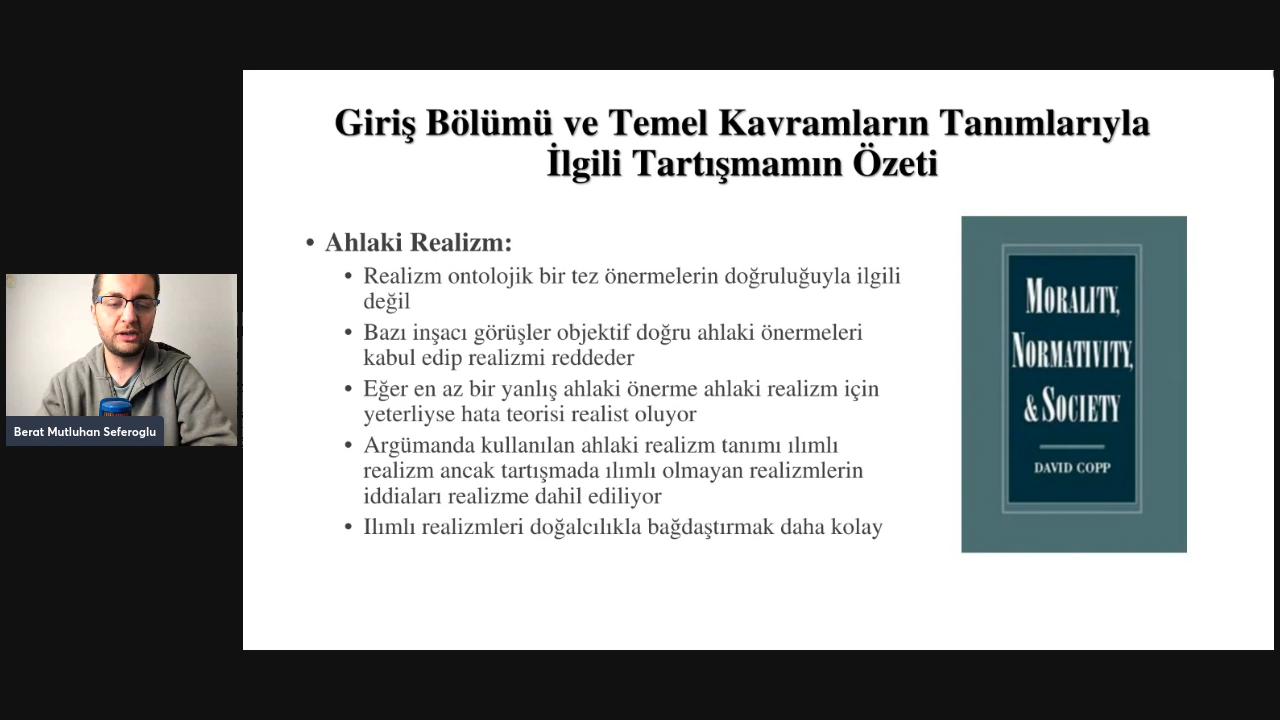 Giriş Bölümü ve Temel Kavramların Tanımlarıyla
İlgili Tartışmamın Özeti
• Ahlaki Realizm:
• Realizm ontolojik bir tez önermelerin doğruluğuyla ilgili
değil
• Bazı inşacı görüşler objektif doğru ahlaki önermeleri
kabul edip realizmi reddeder
• Eğer en az bir yanlış ahlaki önerme ahlaki realizm için
yeterliyse hata teorisi realist oluyor
• Argümanda kullanılan ahlaki realizm tanımı ılımlı
realizm ancak tartışmada ılımlı olmayan realizmlerin
iddiaları realizme dahil ediliyor
• Ilımlı realizmleri doğalcılıkla bağdaştırmak daha kolay
MORALITY,
NORMATIVITY,
& SOCIETY
DAVID COPP
Berat Mutluhan Seferoglu